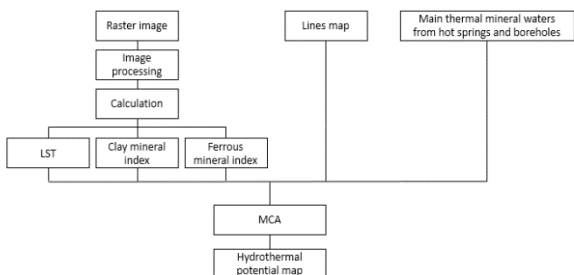 Raster image
Lines map
Main thermal mineral waters
from hot springs and boreholes
Image
processing
Calculation
LST
Clay mineral
index
Ferrous
mineral index
MCA
Hydrothermal
potential map